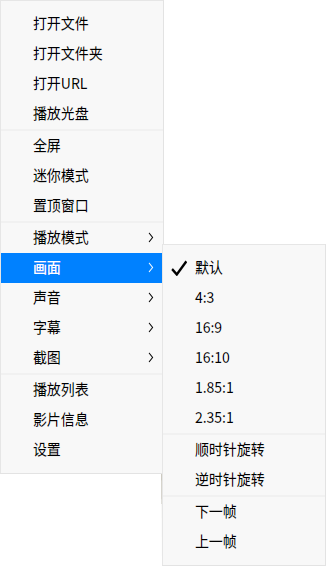 打开文件
打开文件夹
打开URL
播放光盘
全屏
迷你模式
置顶窗口
播放模式
画面
声音
字幕
截图
播放列表
影片信息
设置
默认
4:3
16:9
16:10
1.85:1
2.35:1
顺时针旋转
逆时针旋转
下一帧
上一帧